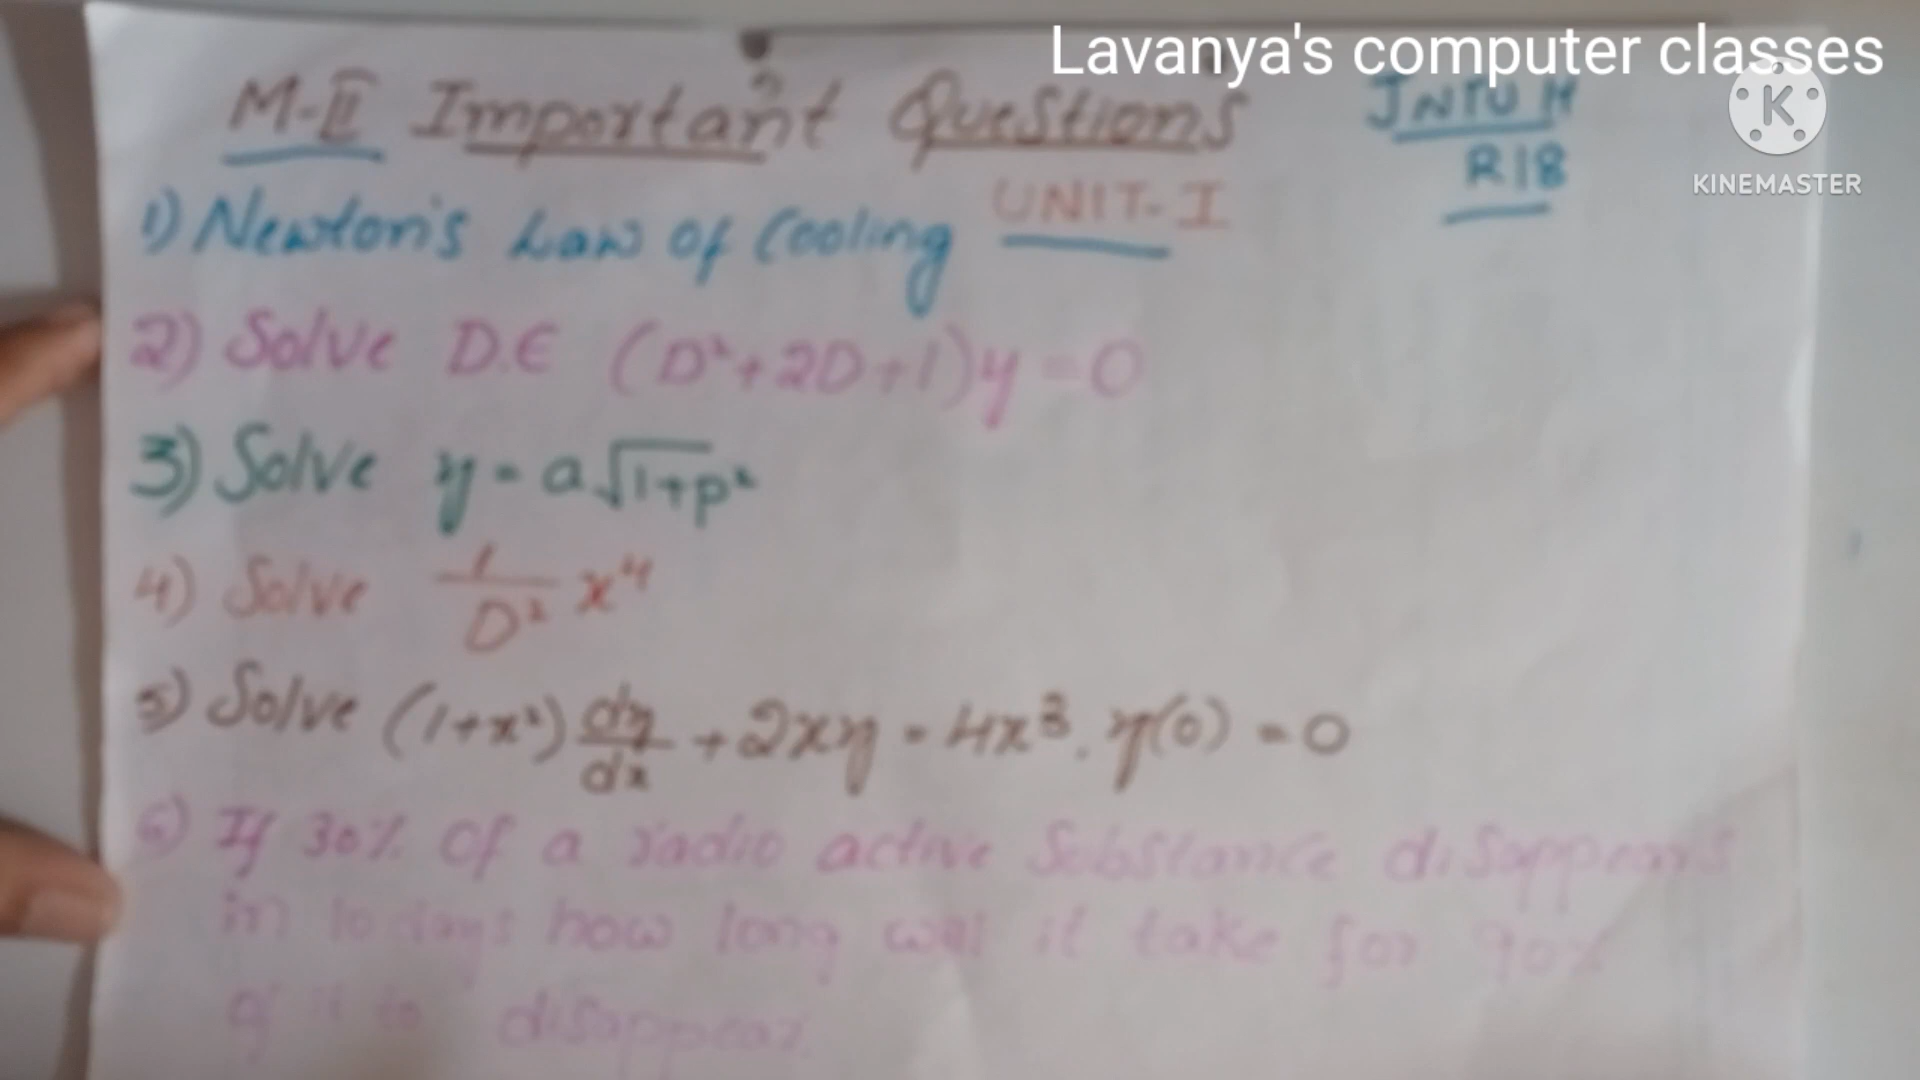 Lavanya's computer classes
M-II Important Questions
JNTU H
R18
KINEMASTER
UNIT-I
1) Newton's Law of Cooling
2) Solve D.E (D²+2D+1)y=0
3) Solve y=a√1+p²
4) Solve 1/D² x⁴
5) Solve (1+x²) dy/dx + 2xy = 4x³. y(0) = 0
6) If 30% of a radio active Substance disappears
in 10 days how long will it take for 90%
of it to disappear